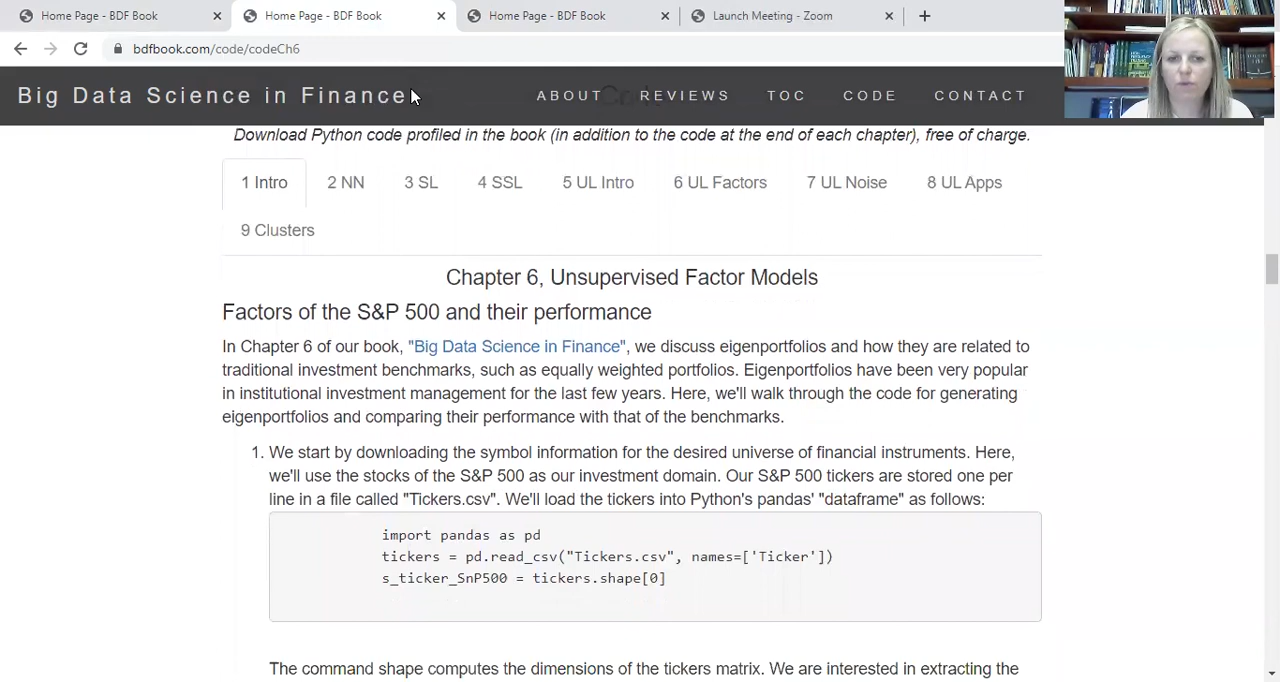 Home Page - BDF Book
Home Page - BDF Book
Home Page - BDF Book
Launch Meeting - Zoom
bdfbook.com/code/codeCh6
Big Data Science in Finance
ABOUT REVIEWS TOC CODE CONTACT
Download Python code profiled in the book (in addition to the code at the end of each chapter), free of charge.
1 Intro 2 NN 3 SL 4 SSL 5 UL Intro 6 UL Factors 7 UL Noise 8 UL Apps
9 Clusters
Chapter 6, Unsupervised Factor Models
Factors of the S&P 500 and their performance
In Chapter 6 of our book, "Big Data Science in Finance", we discuss eigenportfolios and how they are related to
traditional investment benchmarks, such as equally weighted portfolios. Eigenportfolios have been very popular
in institutional investment management for the last few years. Here, we'll walk through the code for generating
eigenportfolios and comparing their performance with that of the benchmarks.
1. We start by downloading the symbol information for the desired universe of financial instruments. Here,
we'll use the stocks of the S&P 500 as our investment domain. Our S&P 500 tickers are stored one per
line in a file called "Tickers.csv". We'll load the tickers into Python's pandas' "dataframe" as follows:
import pandas as pd
tickers = pd.read_csv("Tickers.csv", names=['Ticker'])
s_ticker_SnP500 = tickers.shape[0]
The command shape computes the dimensions of the tickers matrix. We are interested in extracting the